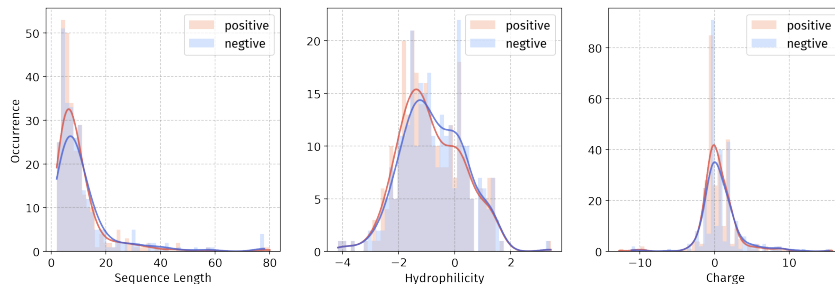 positive
negtive
50
40
30
20
10
0
Occurrence
0 20 40 60 80
Sequence Length
positive
negtive
20
15
10
5
0
−4 −2 0 2
Hydrophilicity
positive
negtive
80
60
40
20
0
−10 0 10
Charge